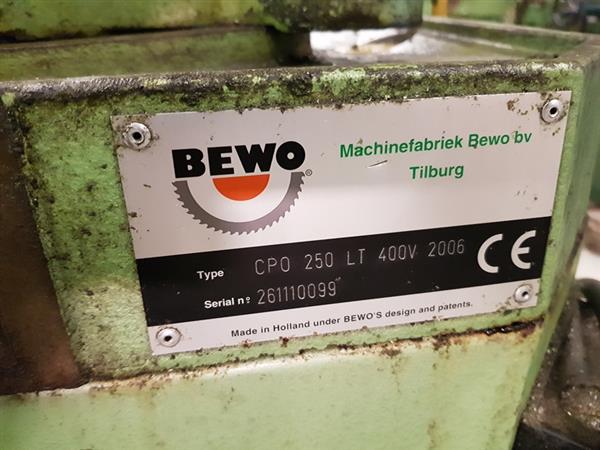 BEWO®
Machinefabriek Bewo bv
Tilburg
Type CPO 250 LT 400V 2006
Serial nº 261110099
CE
Made in Holland under BEWO'S design and patents.